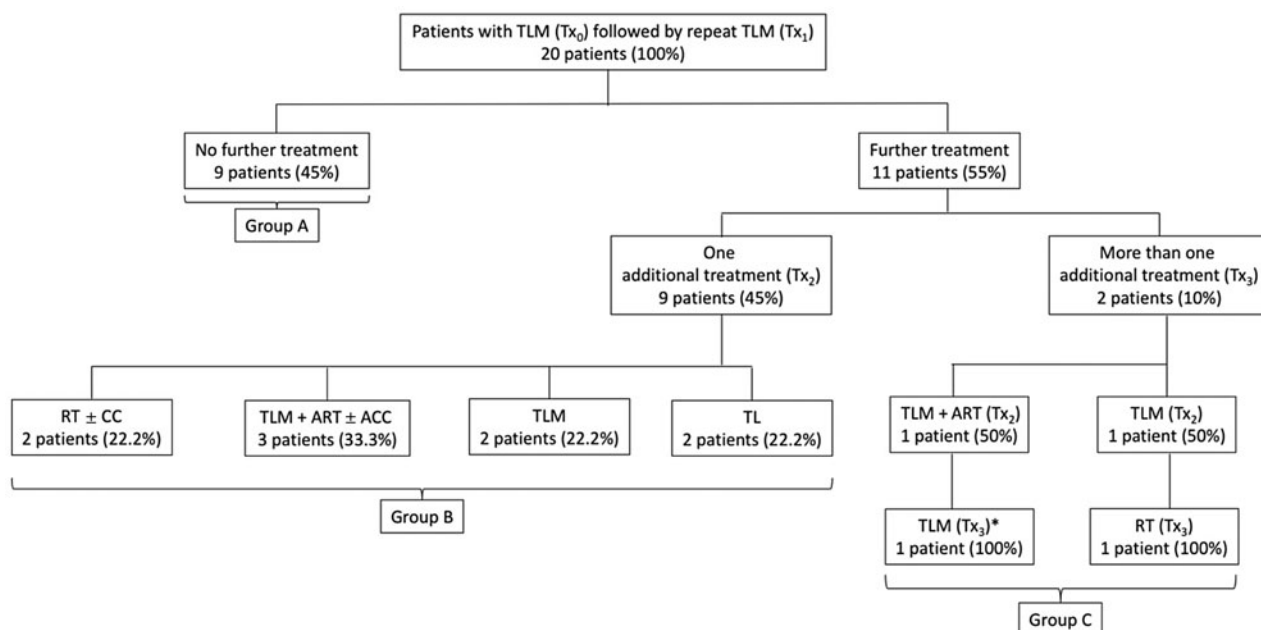 Patients with TLM (Tx₀) followed by repeat TLM (Tx₁)
20 patients (100%)
No further treatment
9 patients (45%)
Group A
Further treatment
11 patients (55%)
One
additional treatment (Tx₂)
9 patients (45%)
More than one
additional treatment (Tx₃)
2 patients (10%)
RT ± CC
2 patients (22.2%)
TLM + ART ± ACC
3 patients (33.3%)
TLM
2 patients (22.2%)
TL
2 patients (22.2%)
Group B
TLM + ART (Tx₂)
1 patient (50%)
TLM (Tx₂)
1 patient (50%)
TLM (Tx₃)*
1 patient (100%)
RT (Tx₃)
1 patient (100%)
Group C